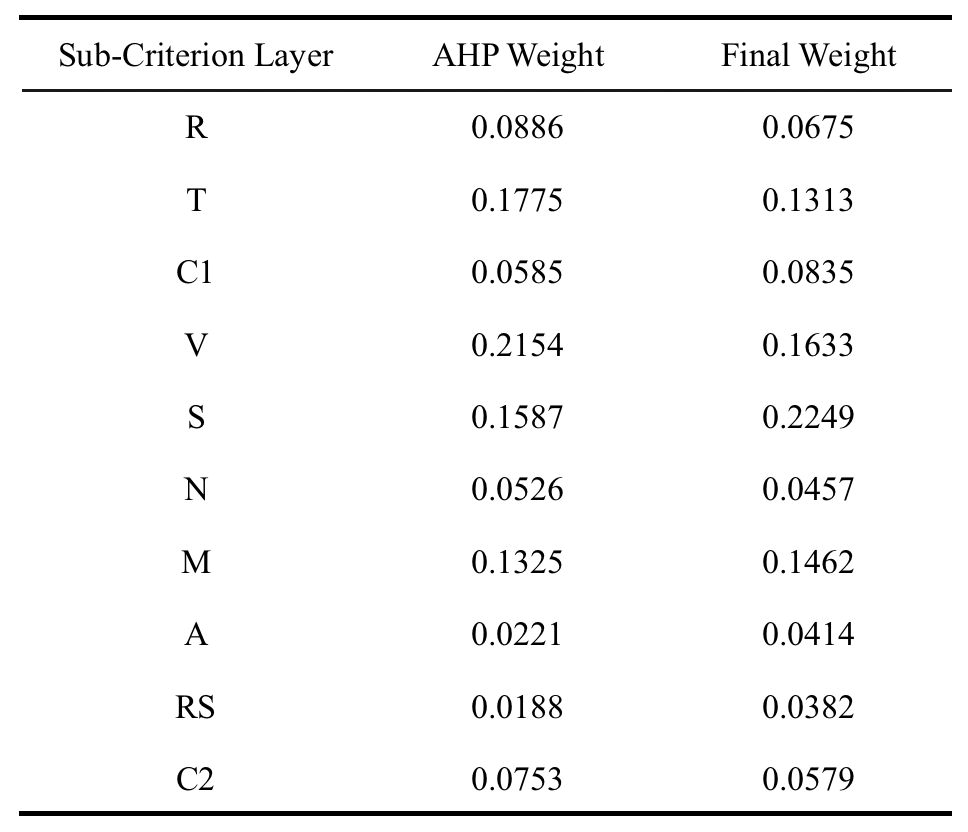 Sub-Criterion Layer AHP Weight Final Weight
R 0.0886 0.0675
T 0.1775 0.1313
C1 0.0585 0.0835
V 0.2154 0.1633
S 0.1587 0.2249
N 0.0526 0.0457
M 0.1325 0.1462
A 0.0221 0.0414
RS 0.0188 0.0382
C2 0.0753 0.0579